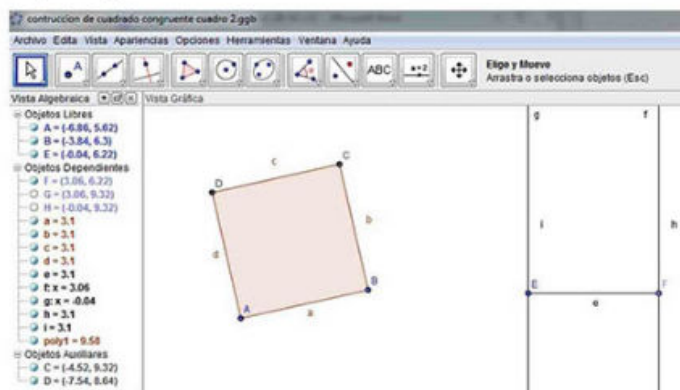 contruccion de cuadrado congruente cuadro 2.ggb
Archivo Edita Vista Apariencias Opciones Herramientas Ventana Ayuda
A
ABC
a=2
Elige y Mueve
Arrastra o selecciona objetos (Esc)
Vista Algebraica
Vista Gráfica
Objetos Libres
A = (-6.86, 5.62)
B = (-3.84, 6.3)
E = (-0.04, 6.22)
Objetos Dependientes
F = (3.06, 6.22)
G = (3.06, 9.32)
H = (-0.04, 9.32)
a = 3.1
b = 3.1
c = 3.1
d = 3.1
e = 3.1
f: x = 3.06
g: x = -0.04
h = 3.1
i = 3.1
poly1 = 9.58
Objetos Auxiliares
C = (-4.52, 9.32)
D = (-7.54, 8.64)
g f
c C
D
b i h
d
B E F
A a e